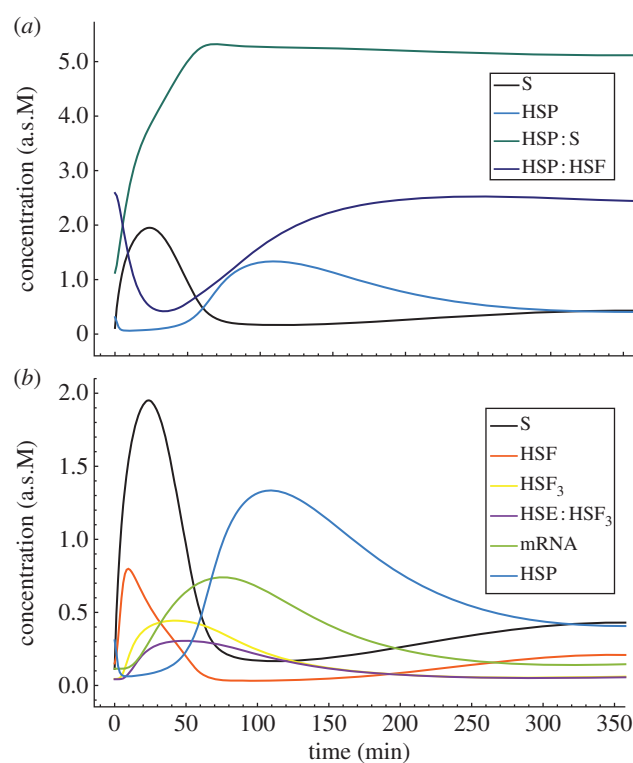 (a)
5.0
4.0
3.0
2.0
1.0
0
concentration (a.s.M)
S
HSP
HSP:S
HSP:HSF
(b)
2.0
1.5
1.0
0.5
0.0
concentration (a.s.M)
S
HSF
HSF3
HSE:HSF3
mRNA
HSP
0 50 100 150 200 250 300 350
time (min)